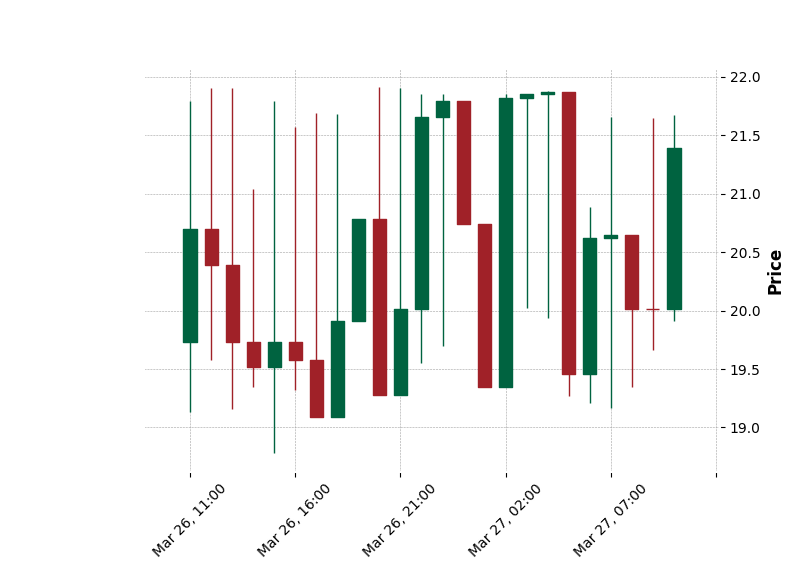 22.0
21.5
21.0
20.5
20.0
19.5
19.0
Price
Mar 26, 11:00
Mar 26, 16:00
Mar 26, 21:00
Mar 27, 02:00
Mar 27, 07:00